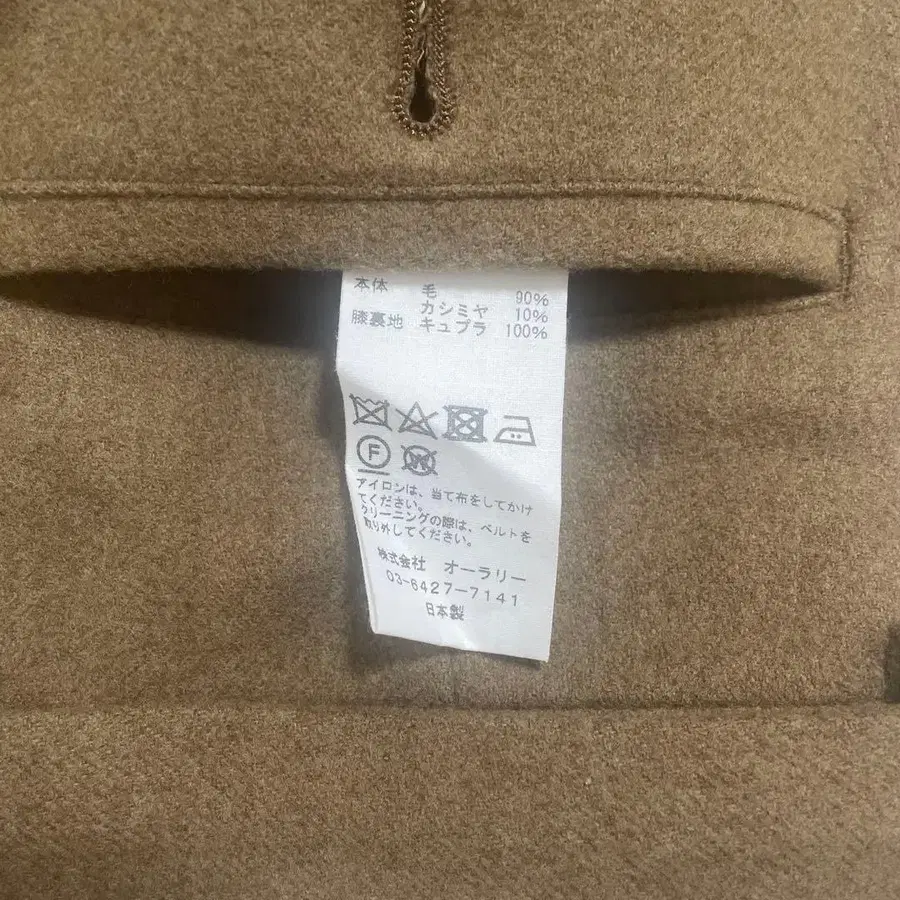 本体 毛 90%
カシミヤ 10%
膝裏地 キュプラ 100%
F
W
アイロンは、当て布をしてかけ
てください。
クリーニングの際は、ベルトを
取り外してください。
株式会社 オーラリー
03-6427-7141
日本製